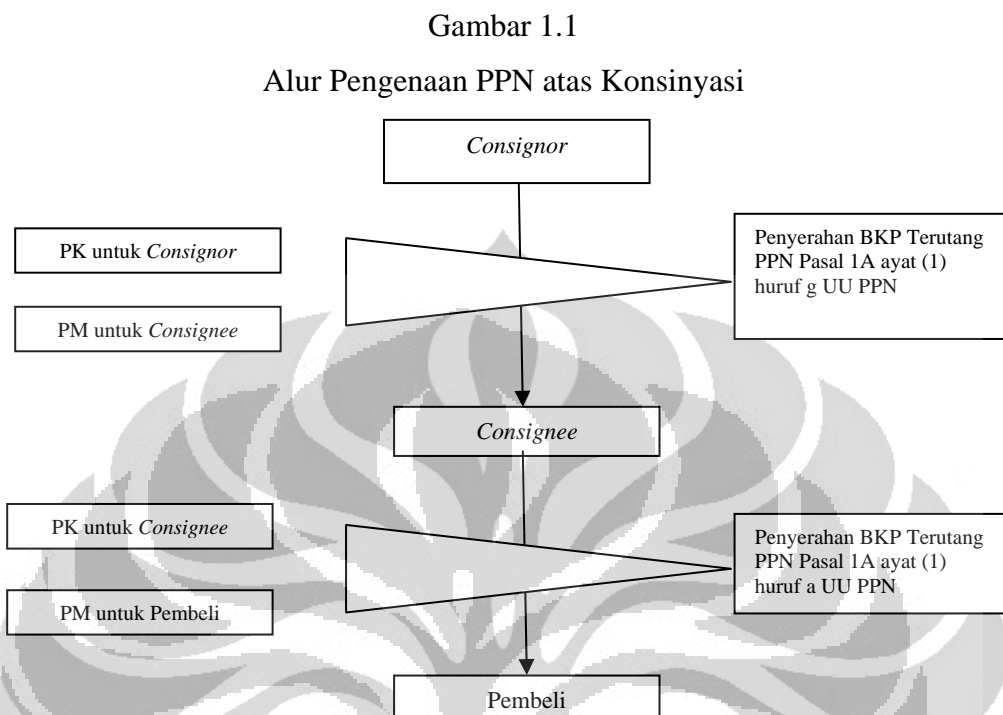 Gambar 1.1
Alur Pengenaan PPN atas Konsinyasi
Consignor
PK untuk Consignor
Penyerahan BKP Terutang
PPN Pasal 1A ayat (1)
huruf g UU PPN
PM untuk Consignee
Consignee
PK untuk Consignee
Penyerahan BKP Terutang
PPN Pasal 1A ayat (1)
huruf a UU PPN
PM untuk Pembeli
Pembeli